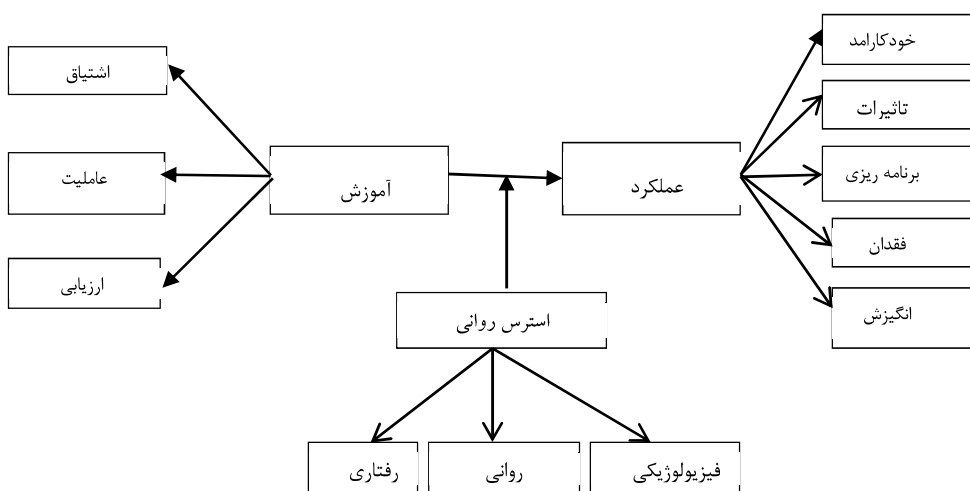 خودکارامد
اشتیاق
تاثیرات
عاملیت
آموزش
عملکرد
برنامه ریزی
فقدان
ارزیابی
استرس روانی
انگیزش
فیزیولوژیکی
روانی
رفتاری